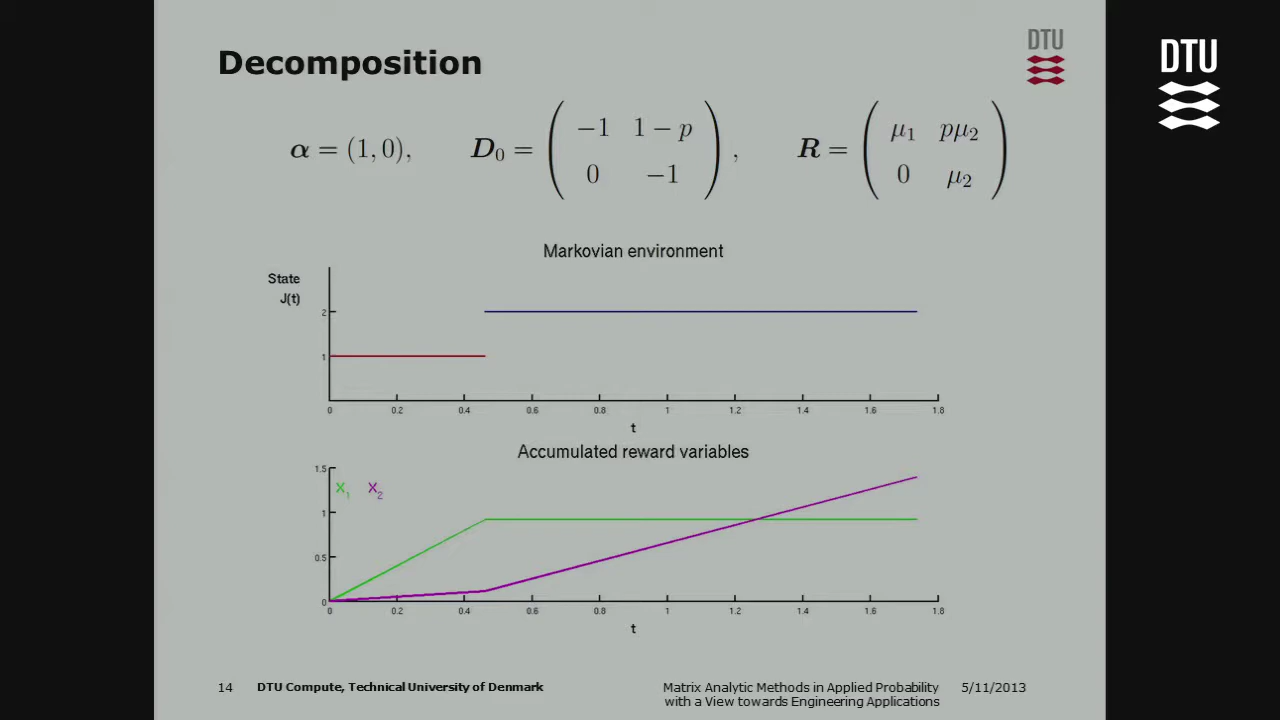 Decomposition
DTU
DTU
α = (1, 0), D₀ = ( −1 1 − p ; 0 −1 ), R = ( μ₁ pμ₂ ; 0 μ₂ )
Markovian environment
State
J(t)
2
1
0 0.2 0.4 0.6 0.8 1 1.2 1.4 1.6 1.8
t
Accumulated reward variables
1.5
X₁ X₂
1
0.5
0
0 0.2 0.4 0.6 0.8 1 1.2 1.4 1.6 1.8
t
14 DTU Compute, Technical University of Denmark Matrix Analytic Methods in Applied Probability 5/11/2013
with a View towards Engineering Applications